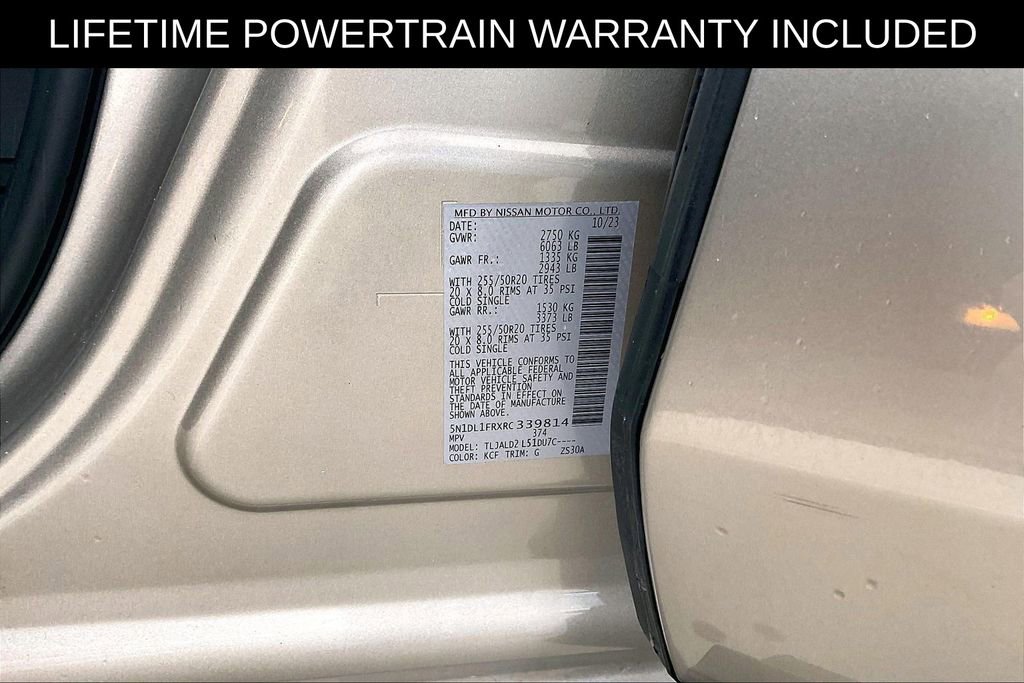 LIFETIME POWERTRAIN WARRANTY INCLUDED
MFD BY NISSAN MOTOR CO., LTD.
DATE: 10/23
GVWR: 2750 KG
6063 LB
GAWR FR.: 1335 KG
2943 LB
WITH 255/50R20 TIRES
20 X 8.0 RIMS AT 35 PSI
COLD SINGLE
GAWR RR.: 1530 KG
3373 LB
WITH 255/50R20 TIRES
20 X 8.0 RIMS AT 35 PSI
COLD SINGLE
THIS VEHICLE CONFORMS TO
ALL APPLICABLE FEDERAL
MOTOR VEHICLE SAFETY AND
THEFT PREVENTION
STANDARDS IN EFFECT ON
THE DATE OF MANUFACTURE
SHOWN ABOVE.
5N1DL1FRXRC339814
MPV 374
MODEL: TLJALD2 L51DU7C----
COLOR: KCF TRIM: G ZS30A